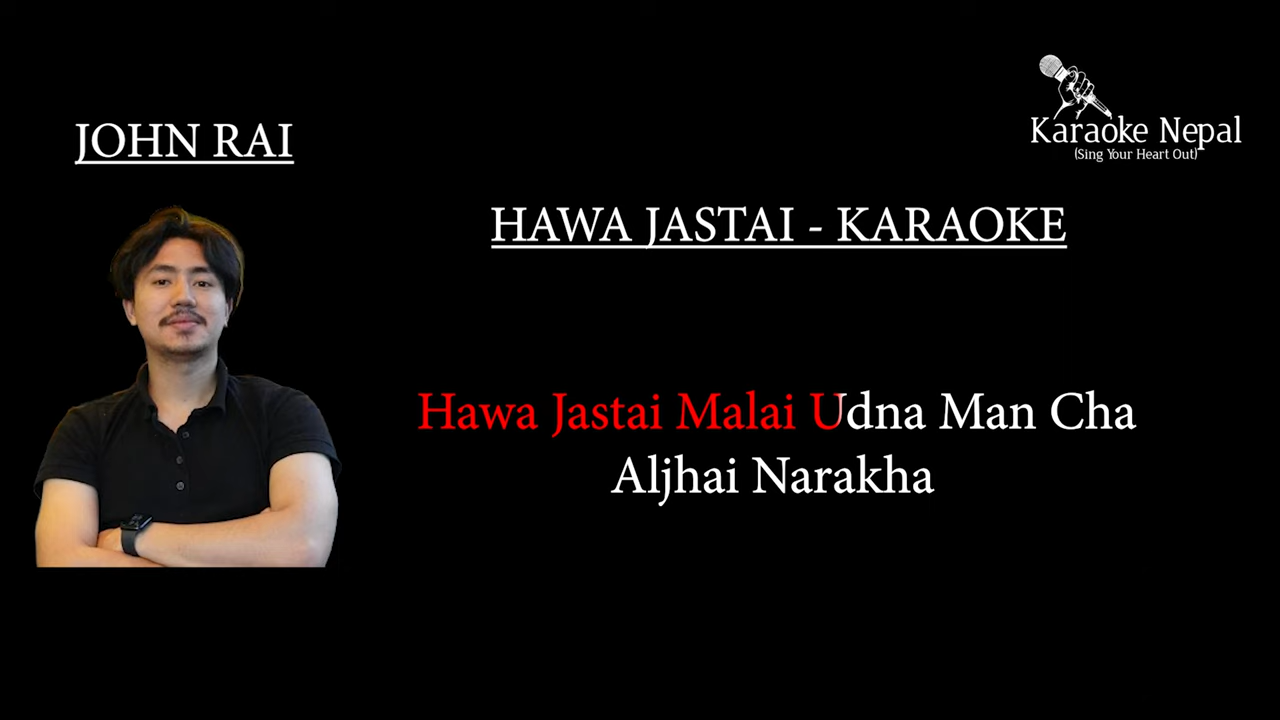 JOHN RAI
Karaoke Nepal
(Sing Your Heart Out)
HAWA JASTAI - KARAOKE
Hawa Jastai Malai Udna Man Cha
Aljhai Narakha